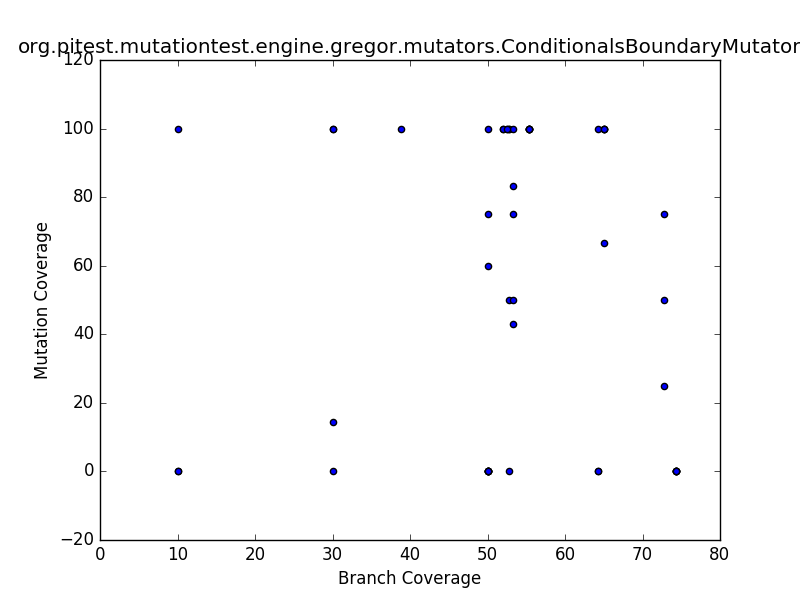 org.pitest.mutationtest.engine.gregor.mutators.ConditionalsBoundaryMutator
120
100
80
60
40
20
0
−20
Mutation Coverage
0 10 20 30 40 50 60 70 80
Branch Coverage